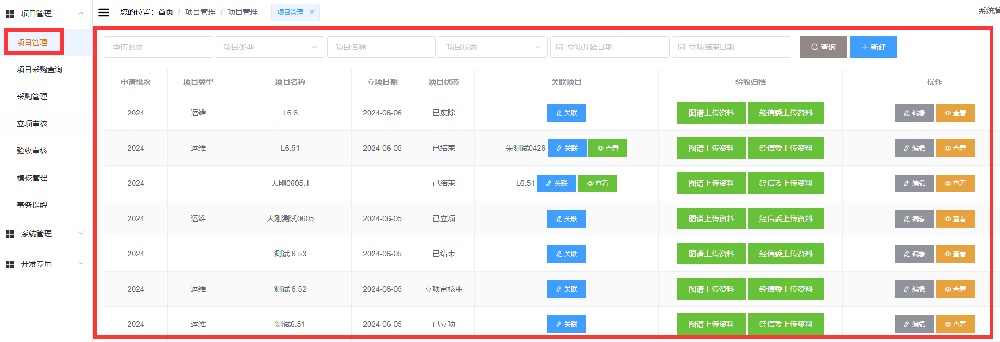 项目管理
项目管理
项目采购查询
采购管理
立项审核
验收审核
模板管理
事务提醒
系统管理
开发专用
您的位置： 首页 / 项目管理 / 项目管理
项目管理 ×
系统管
申请批次 项目类型 项目名称 项目状态 立项开始日期 立项结束日期 查询 新建
申请批次 项目类型 项目名称 立项日期 项目状态 关联项目 验收归档 操作
2024 运维 L6.6 2024-06-06 已废除 关联 图谱上传资料 经信委上传资料 编辑 查看
2024 运维 L6.51 2024-06-05 已结束 朱测试0428 关联 查看 图谱上传资料 经信委上传资料 编辑 查看
2024 大刚0605.1 已结束 L6.51 关联 查看 图谱上传资料 经信委上传资料 编辑 查看
2024 运维 大刚测试0605 2024-06-05 已立项 关联 图谱上传资料 经信委上传资料 编辑 查看
2024 测试 6.53 2024-06-05 已结束 关联 图谱上传资料 经信委上传资料 编辑 查看
2024 运维 测试 6.52 2024-06-05 立项审核中 关联 图谱上传资料 经信委上传资料 编辑 查看
2024 运维 测试6.51 2024-06-05 已立项 关联 图谱上传资料 经信委上传资料 编辑 查看